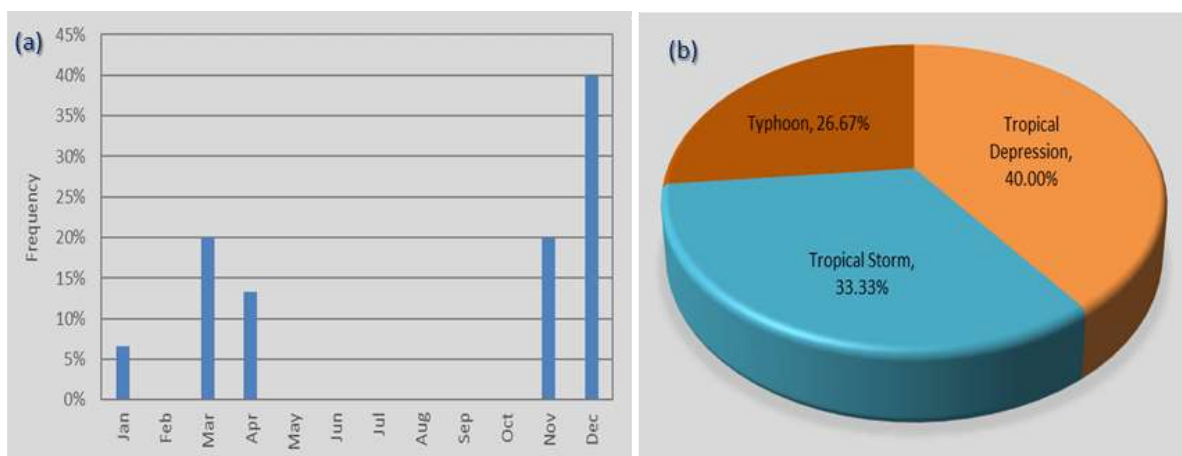 (a)
45%
40%
35%
30%
25%
20%
15%
10%
5%
0%
Frequency
Jan
Feb
Mar
Apr
May
Jun
Jul
Aug
Sep
Oct
Nov
Dec
(b)
Typhoon, 26.67%
Tropical
Depression,
40.00%
Tropical Storm,
33.33%